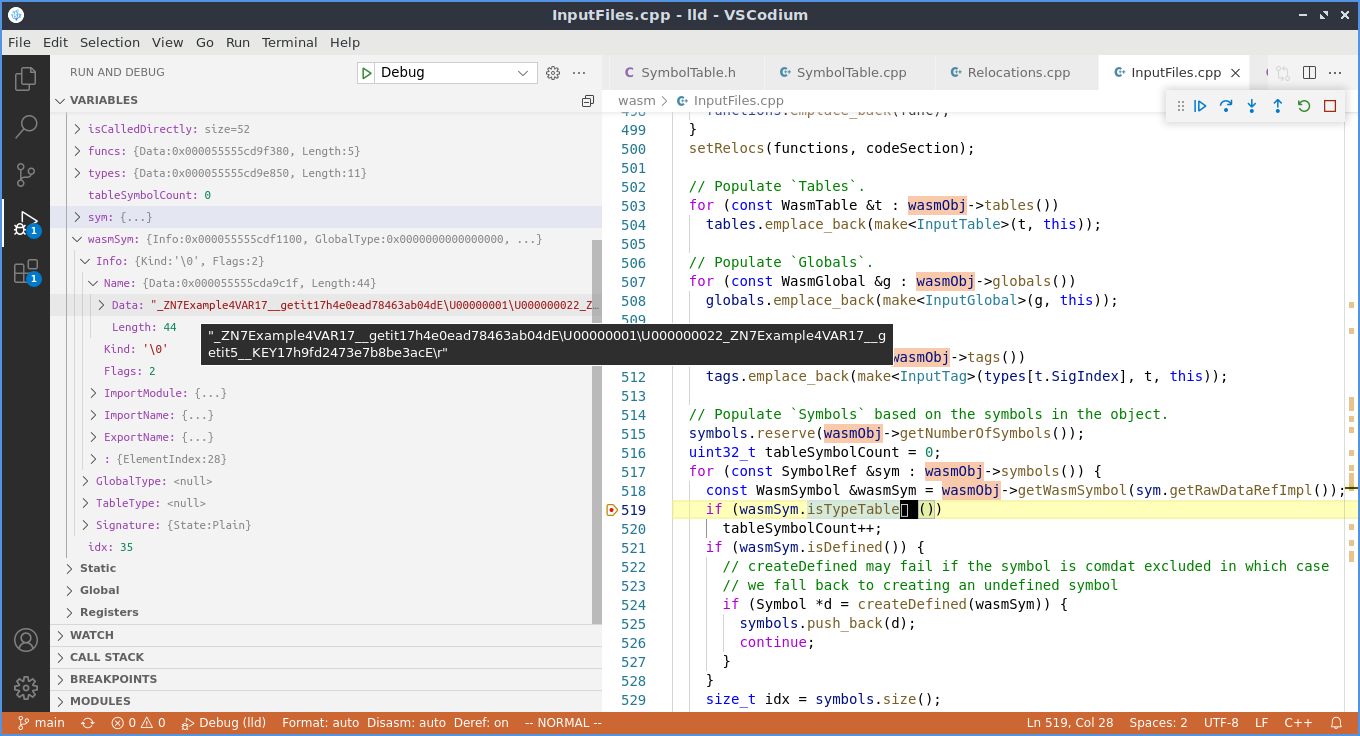 InputFiles.cpp - lld - VSCodium
File Edit Selection View Go Run Terminal Help
RUN AND DEBUG
Debug
VARIABLES
isCalledDirectly: size=52
funcs: {Data:0x000055555cd9f380, Length:5}
types: {Data:0x000055555cd9e850, Length:11}
tableSymbolCount: 0
sym: {...}
wasmSym: {Info:0x000055555cdf1100, GlobalType:0x0000000000000000, ...}
Info: {Kind:'\0', Flags:2}
Name: {Data:0x000055555cda9c1f, Length:44}
Data: "_ZN7Example4VAR17__getit17h4e0ead78463ab04dE\U00000001\U000000022_Z…
Length: 44
"_ZN7Example4VAR17__getit17h4e0ead78463ab04dE\U00000001\U000000022_ZN7Example4VAR17__g
etit5__KEY17h9fd2473e7b8be3acE\r"
Kind: '\0'
Flags: 2
ImportModule: {...}
ImportName: {...}
ExportName: {...}
: {ElementIndex:28}
GlobalType: <null>
TableType: <null>
Signature: {State:Plain}
idx: 35
Static
Global
Registers
WATCH
CALL STACK
BREAKPOINTS
MODULES
1
1
SymbolTable.h SymbolTable.cpp Relocations.cpp InputFiles.cpp
wasm > InputFiles.cpp
498 functions.emplace_back(func);
499 }
500 setRelocs(functions, codeSection);
501
502 // Populate `Tables`.
503 for (const WasmTable &t : wasmObj->tables())
504 tables.emplace_back(make<InputTable>(t, this));
505
506 // Populate `Globals`.
507 for (const WasmGlobal &g : wasmObj->globals())
508 globals.emplace_back(make<InputGlobal>(g, this));
509
wasmObj->tags())
512 tags.emplace_back(make<InputTag>(types[t.SigIndex], t, this));
513
514 // Populate `Symbols` based on the symbols in the object.
515 symbols.reserve(wasmObj->getNumberOfSymbols());
516 uint32_t tableSymbolCount = 0;
517 for (const SymbolRef &sym : wasmObj->symbols()) {
518 const WasmSymbol &wasmSym = wasmObj->getWasmSymbol(sym.getRawDataRefImpl());
519 if (wasmSym.isTypeTable())
520 tableSymbolCount++;
521 if (wasmSym.isDefined()) {
522 // createDefined may fail if the symbol is comdat excluded in which case
523 // we fall back to creating an undefined symbol
524 if (Symbol *d = createDefined(wasmSym)) {
525 symbols.push_back(d);
526 continue;
527 }
528 }
529 size_t idx = symbols.size();
main 0 0 Debug (lld) Format: auto Disasm: auto Deref: on -- NORMAL -- Ln 519, Col 28 Spaces: 2 UTF-8 LF C++